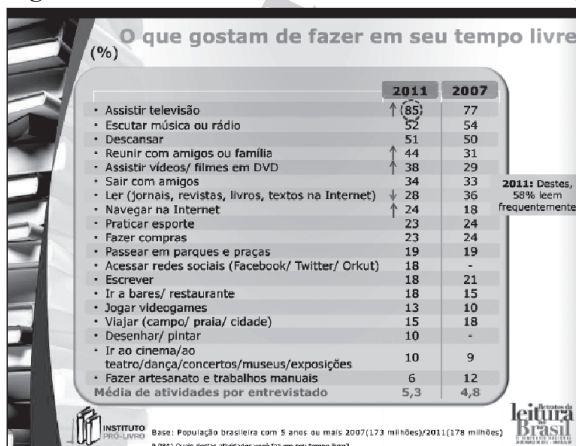 O que gostam de fazer em seu tempo livre
(%)
2011 2007
• Assistir televisão ↑ 85 77
• Escutar música ou rádio 52 54
• Descansar 51 50
• Reunir com amigos ou família ↑ 44 31
• Assistir vídeos/ filmes em DVD ↑ 38 29
• Sair com amigos 34 33
• Ler (jornais, revistas, livros, textos na Internet) ↓ 28 36
• Navegar na Internet ↑ 24 18
• Praticar esporte 23 24
• Fazer compras 23 24
• Passear em parques e praças 19 19
• Acessar redes sociais (Facebook/ Twitter/ Orkut) 18 -
• Escrever 18 21
• Ir a bares/ restaurante 18 15
• Jogar videogames 13 10
• Viajar (campo/ praia/ cidade) 15 18
• Desenhar/ pintar 10 -
• Ir ao cinema/ao
teatro/dança/concertos/museus/exposições 10 9
• Fazer artesanato e trabalhos manuais 6 12
Média de atividades por entrevistado 5,3 4,8
2011: Destes,
58% leem
frequentemente
INSTITUTO
PRÓ-LIVRO
Base: População brasileira com 5 anos ou mais 2007(173 milhões)/2011(178 milhões)
Retratos da
leitura
Brasil